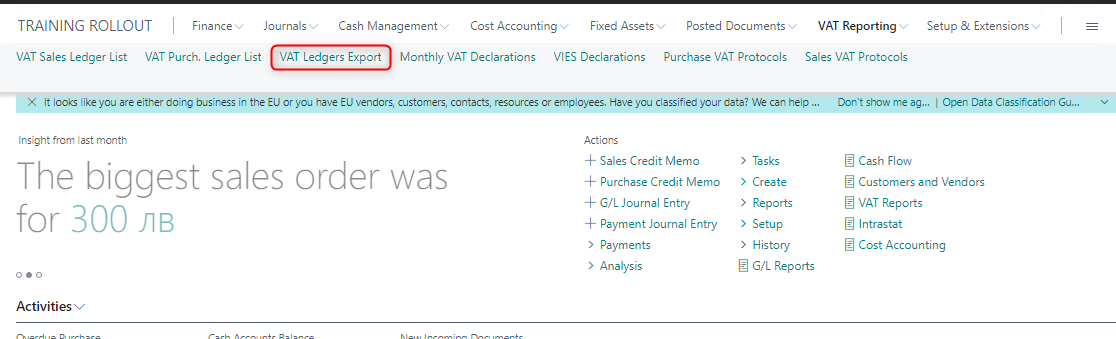 TRAINING ROLLOUT Finance Journals Cash Management Cost Accounting Fixed Assets Posted Documents VAT Reporting Setup & Extensions
VAT Sales Ledger List VAT Purch. Ledger List VAT Ledgers Export Monthly VAT Declarations VIES Declarations Purchase VAT Protocols Sales VAT Protocols
It looks like you are either doing business in the EU or you have EU vendors, customers, contacts, resources or employees. Have you classified your data? We can help ... Don't show me ag... | Open Data Classification Gu...
Insight from last month
The biggest sales order was
for 300 лв
Actions
Sales Credit Memo Tasks Cash Flow
Purchase Credit Memo Create Customers and Vendors
G/L Journal Entry Reports VAT Reports
Payment Journal Entry Setup Intrastat
Payments History Cost Accounting
Analysis G/L Reports
Activities
Overdue Purchase Cash Accounts Balance New Incoming Documents